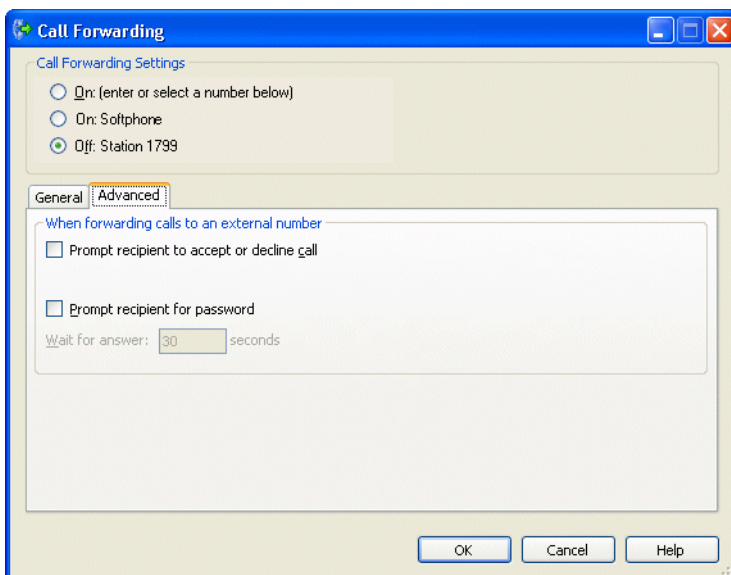 Call Forwarding
Call Forwarding Settings
On: (enter or select a number below)
On: Softphone
Off: Station 1799
General Advanced
When forwarding calls to an external number
Prompt recipient to accept or decline call
Prompt recipient for password
Wait for answer: 30 seconds
OK Cancel Help